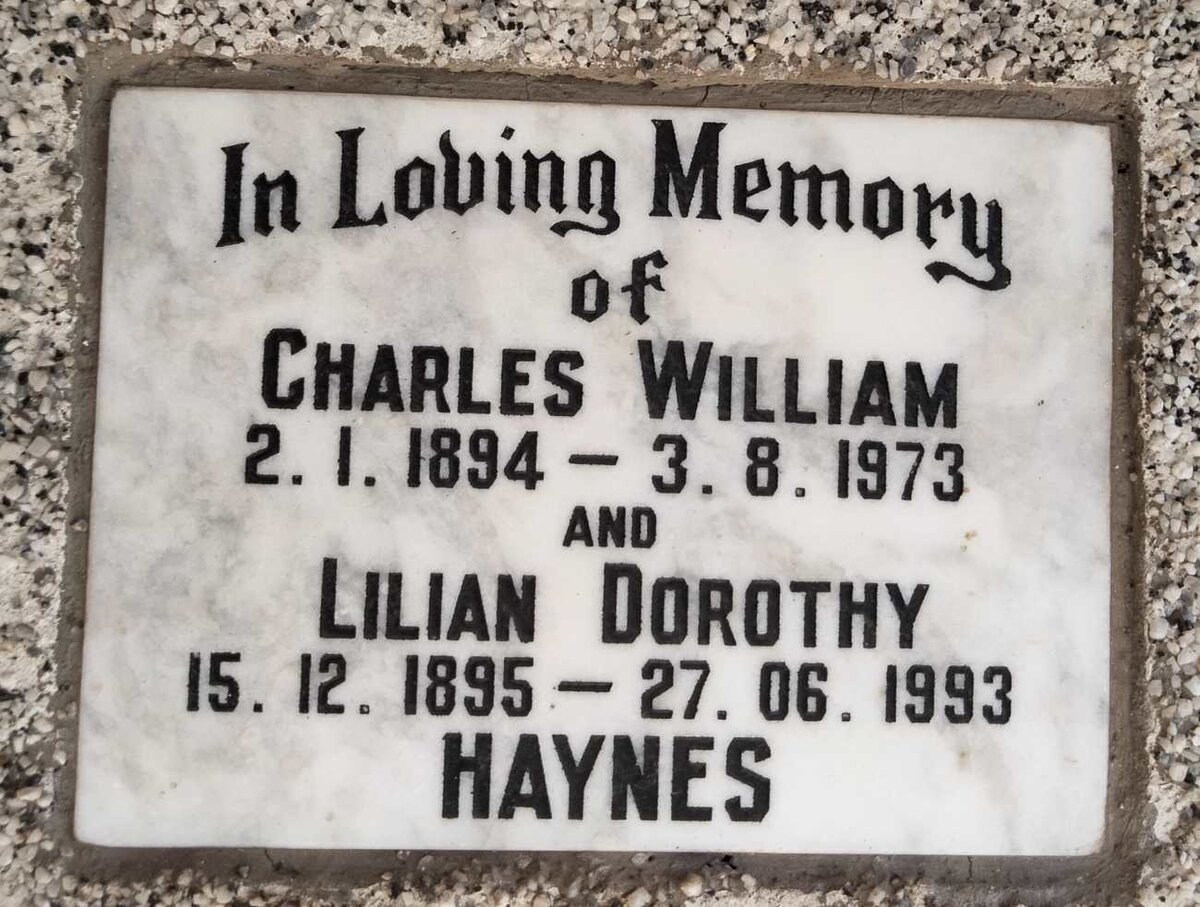 In Loving Memory
of
CHARLES WILLIAM
2. 1. 1894 — 3. 8. 1973
AND
LILIAN DOROTHY
15. 12. 1895 — 27. 06. 1993
HAYNES